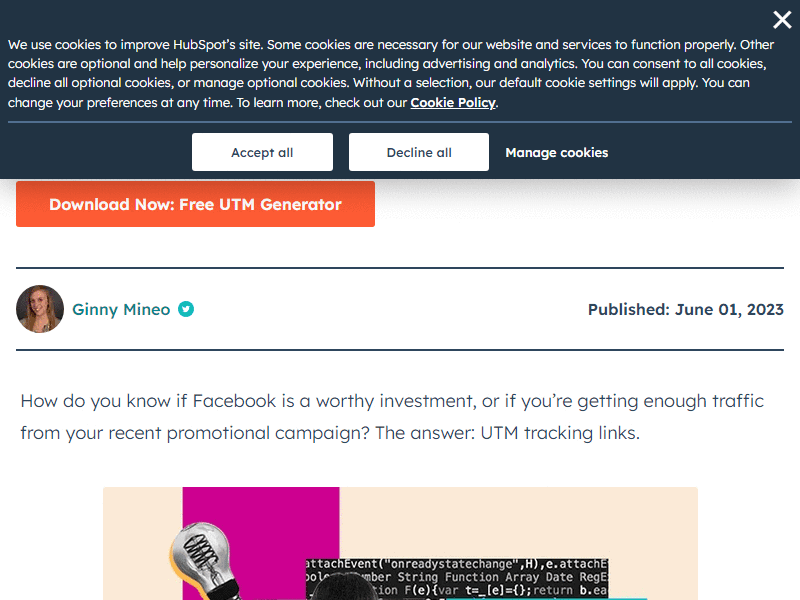 We use cookies to improve HubSpot's site. Some cookies are necessary for our website and services to function properly. Other
cookies are optional and help personalize your experience, including advertising and analytics. You can consent to all cookies,
decline all optional cookies, or manage optional cookies. Without a selection, our default cookie settings will apply. You can
change your preferences at any time. To learn more, check out our Cookie Policy.
Accept all
Decline all
Manage cookies
Download Now: Free UTM Generator
Ginny Mineo
Published: June 01, 2023
How do you know if Facebook is a worthy investment, or if you're getting enough traffic
from your recent promotional campaign? The answer: UTM tracking links.
attachEvent("onreadystatechange",H),e.attachE
String Function Array Date RegE
F(e){var t=_[e]={};return b.ea